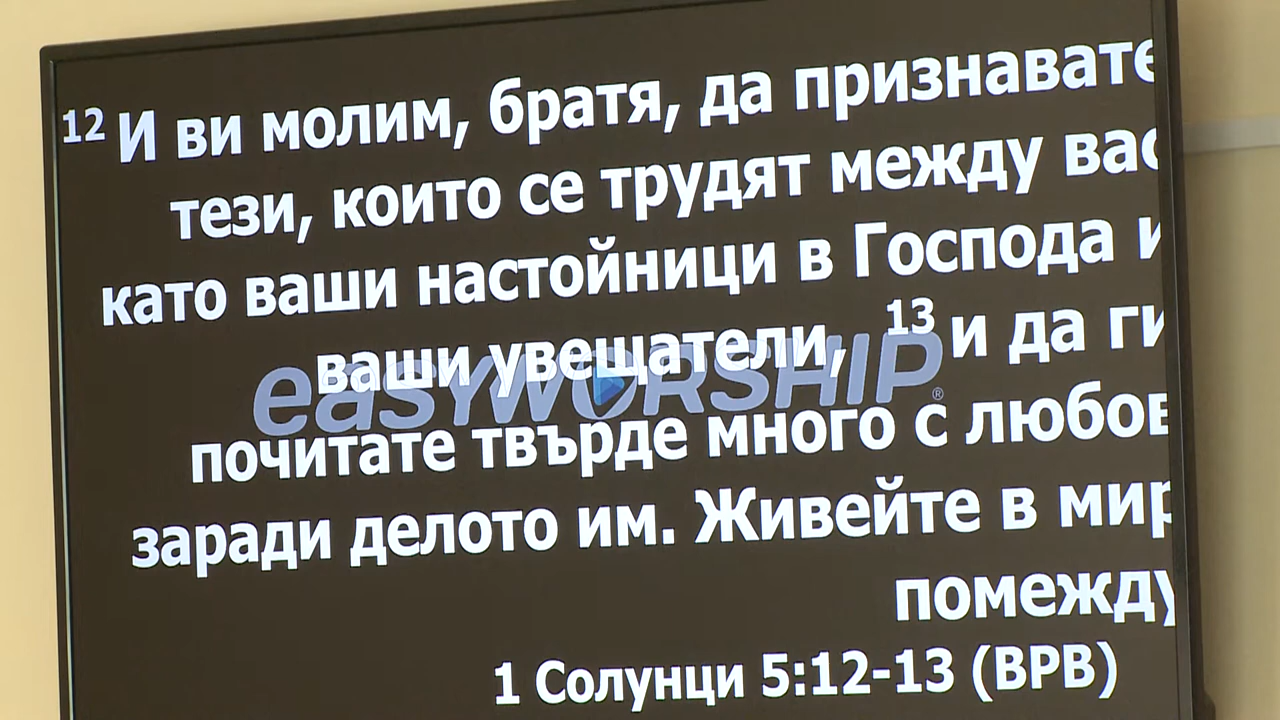 12 И ви молим, братя, да признавате
тези, които се трудят между вас
като ваши настойници в Господа и
ваши увещатели, 13 и да ги
easyWORSHIP®
почитате твърде много с любов
заради делото им. Живейте в мир
помежду
1 Солунци 5:12-13 (ВРВ)